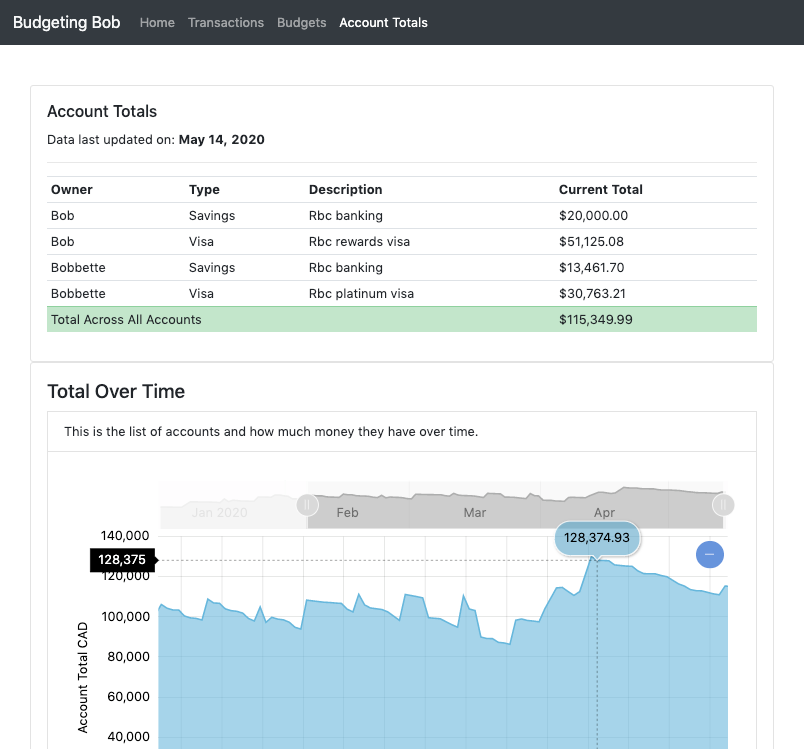 Budgeting Bob Home Transactions Budgets Account Totals
Account Totals
Data last updated on: May 14, 2020
Owner Type Description Current Total
Bob Savings Rbc banking $20,000.00
Bob Visa Rbc rewards visa $51,125.08
Bobbette Savings Rbc banking $13,461.70
Bobbette Visa Rbc platinum visa $30,763.21
Total Across All Accounts $115,349.99
Total Over Time
This is the list of accounts and how much money they have over time.
Jan 2020 Feb Mar Apr
140,000
128,374.93
128,375
120,000
100,000
80,000
60,000
40,000
Account Total CAD